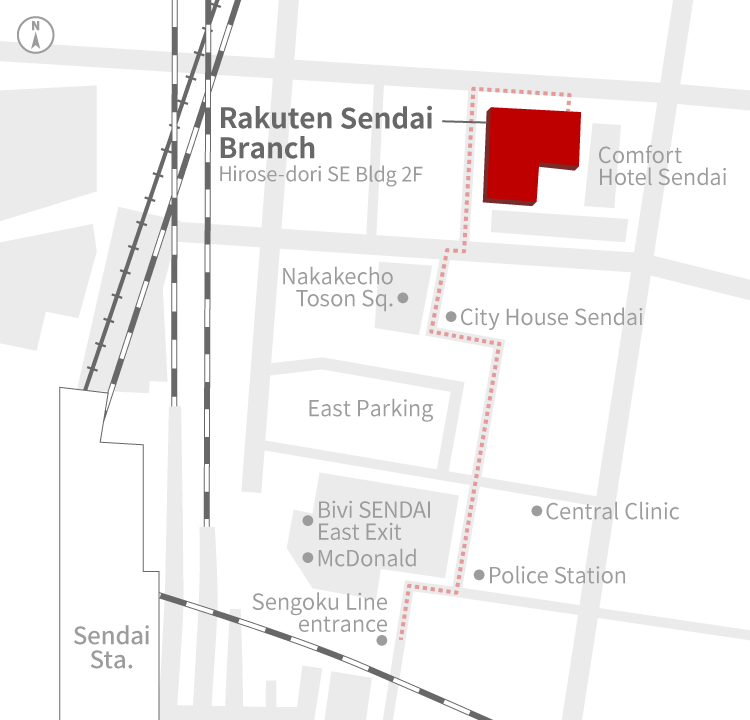 N
Rakuten Sendai
Branch
Hirose-dori SE Bldg 2F
Comfort
Hotel Sendai
Nakakecho
Toson Sq.
City House Sendai
East Parking
Bivi SENDAI
East Exit
McDonald
Central Clinic
Police Station
Sengoku Line
entrance
Sendai
Sta.